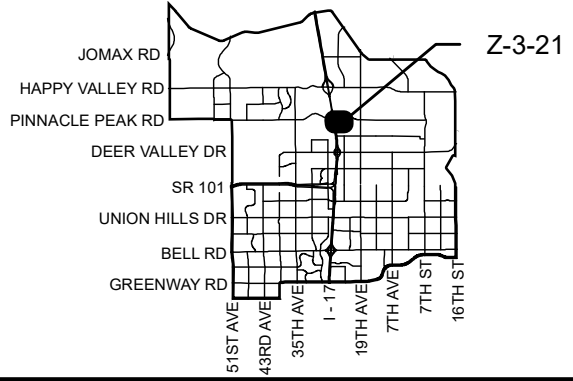 Z-3-21
JOMAX RD
HAPPY VALLEY RD
PINNACLE PEAK RD
DEER VALLEY DR
SR 101
UNION HILLS DR
BELL RD
GREENWAY RD
51ST AVE
43RD AVE
35TH AVE
I - 17
19TH AVE
7TH AVE
7TH ST
16TH ST